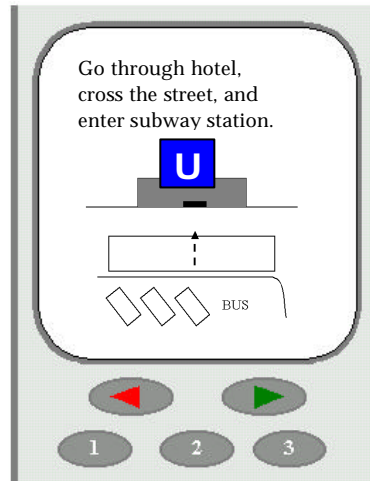 Go through hotel,
cross the street, and
enter subway station.
U
BUS
1 2 3